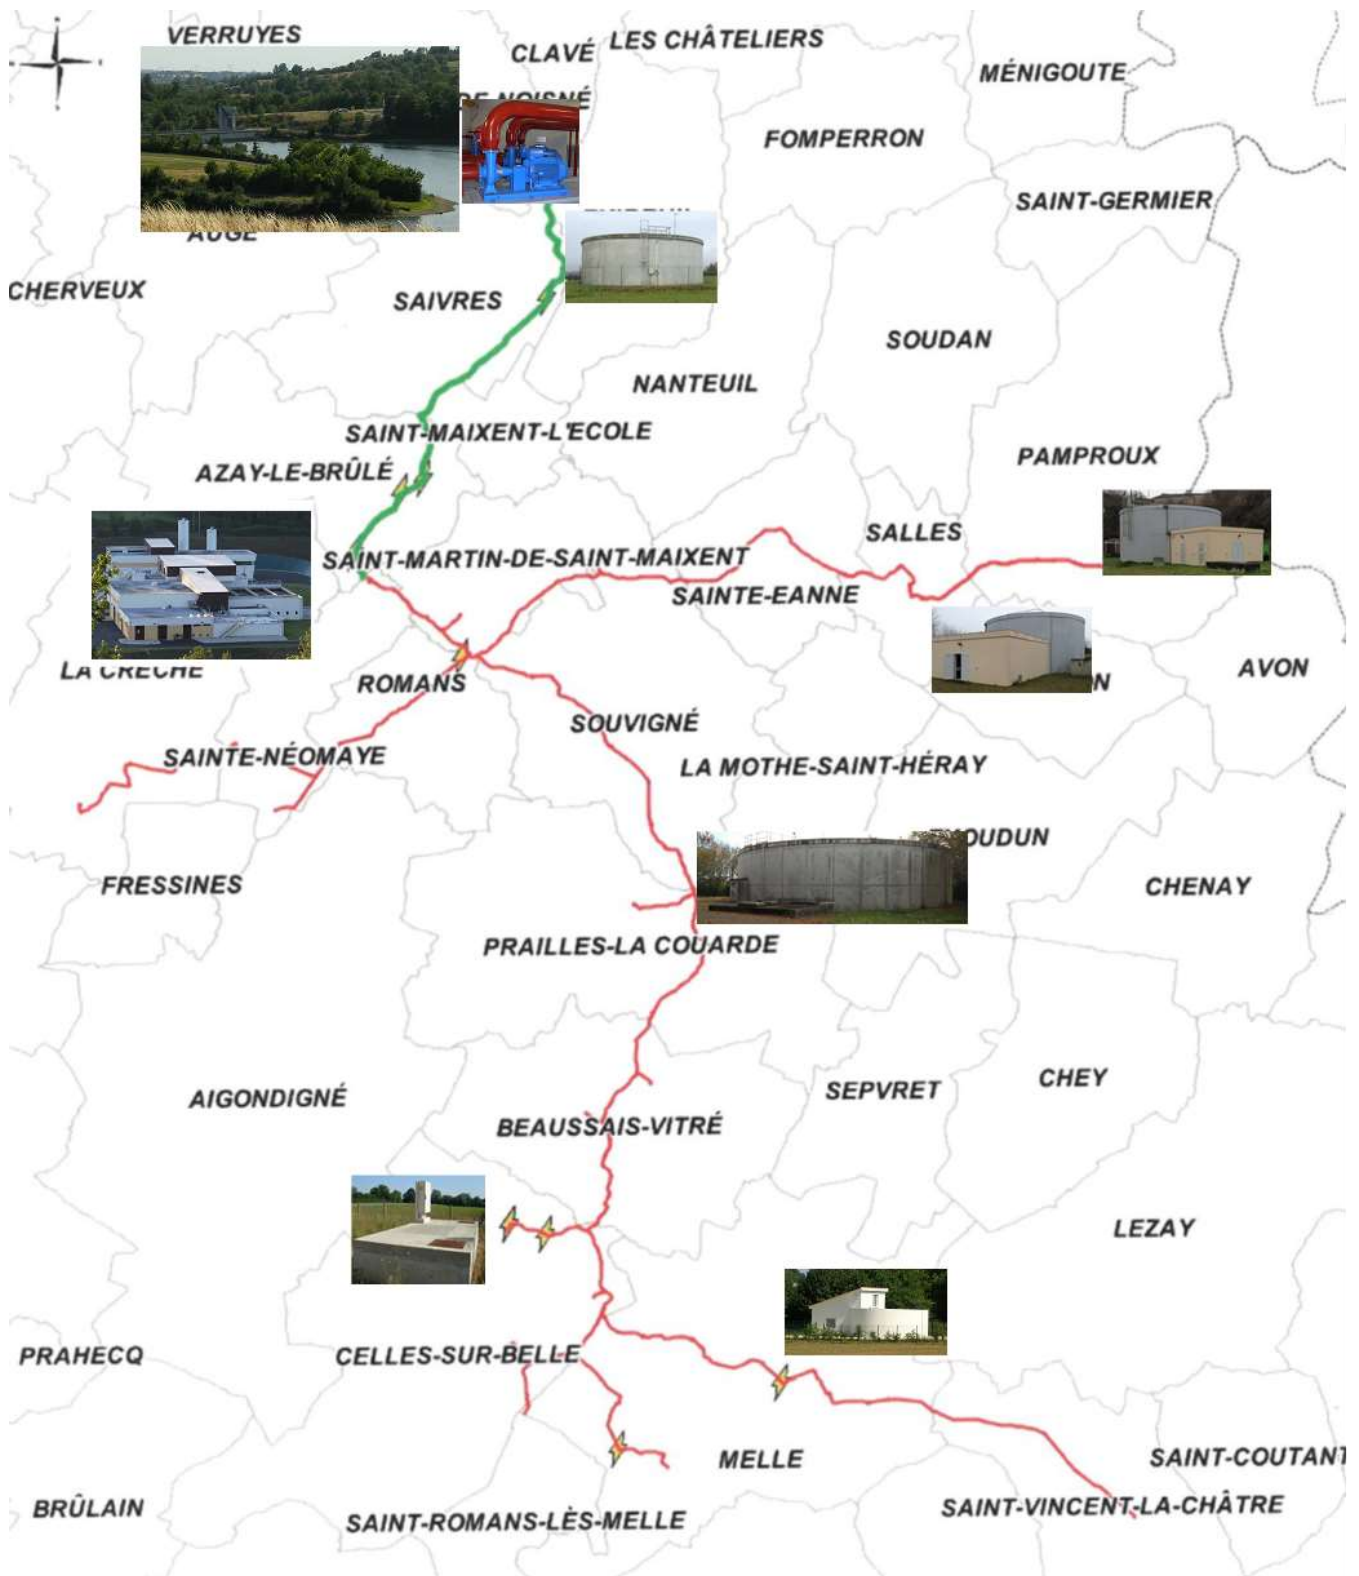 VERRUYES
CLAVÉ
LES CHÂTELIERS
MÉNIGOUTE
FOMPERRON
SAINT-GERMIER
CHERVEUX
SAIVRES
SOUDAN
NANTEUIL
SAINT-MAIXENT-L'ECOLE
PAMPROUX
AZAY-LE-BRÛLÉ
SALLES
SAINT-MARTIN-DE-SAINT-MAIXENT
SAINTE-EANNE
AVON
LA CRÈCHE
ROMANS
SOUVIGNÉ
SAINTE-NÉOMAYE
LA MOTHE-SAINT-HÉRAY
FRESSINES
CHENAY
PRAILLES-LA COUARDE
CHEY
SEPVRET
AIGONDIGNÉ
BEAUSSAIS-VITRÉ
LEZAY
PRAHECQ
CELLES-SUR-BELLE
MELLE
SAINT-COUTANT
BRÛLAIN
SAINT-VINCENT-LA-CHÂTRE
SAINT-ROMANS-LÈS-MELLE